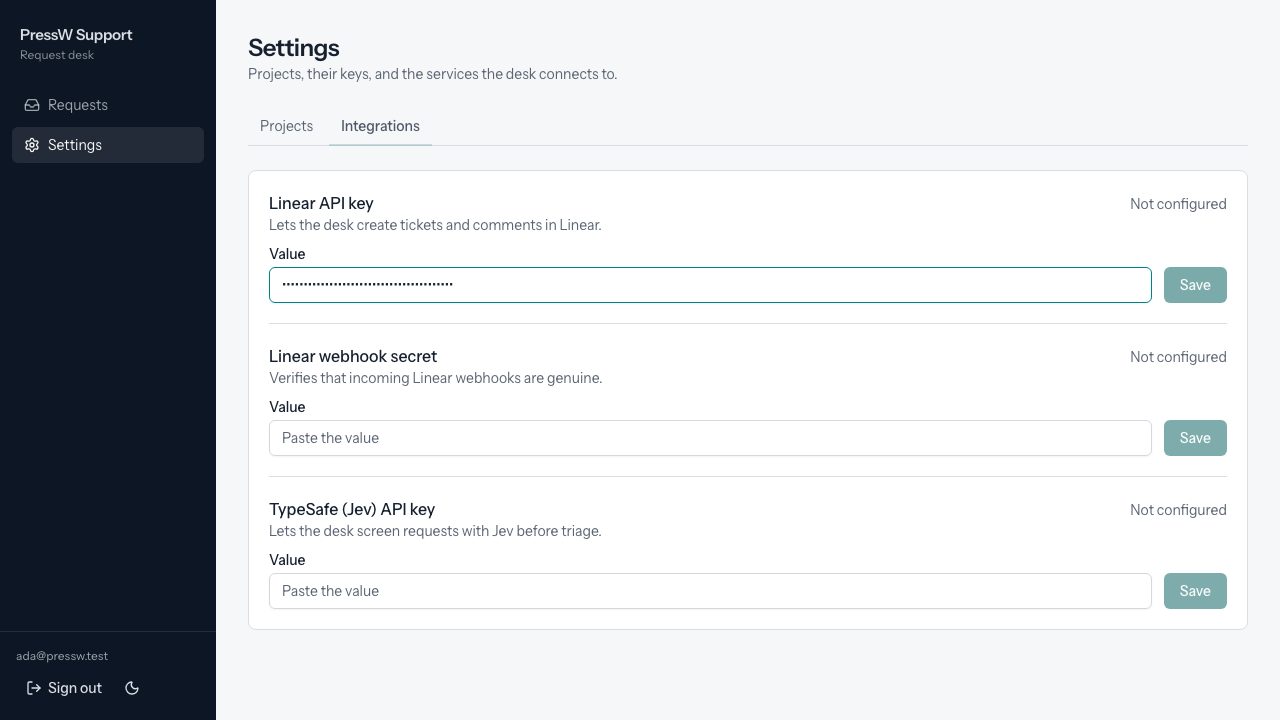 PressW Support
Request desk
Requests
Settings
ada@pressw.test
Sign out
Settings
Projects, their keys, and the services the desk connects to.
Projects
Integrations
Linear API key
Not configured
Lets the desk create tickets and comments in Linear.
Value
Save
Linear webhook secret
Not configured
Verifies that incoming Linear webhooks are genuine.
Value
Paste the value
Save
TypeSafe (Jev) API key
Not configured
Lets the desk screen requests with Jev before triage.
Value
Paste the value
Save